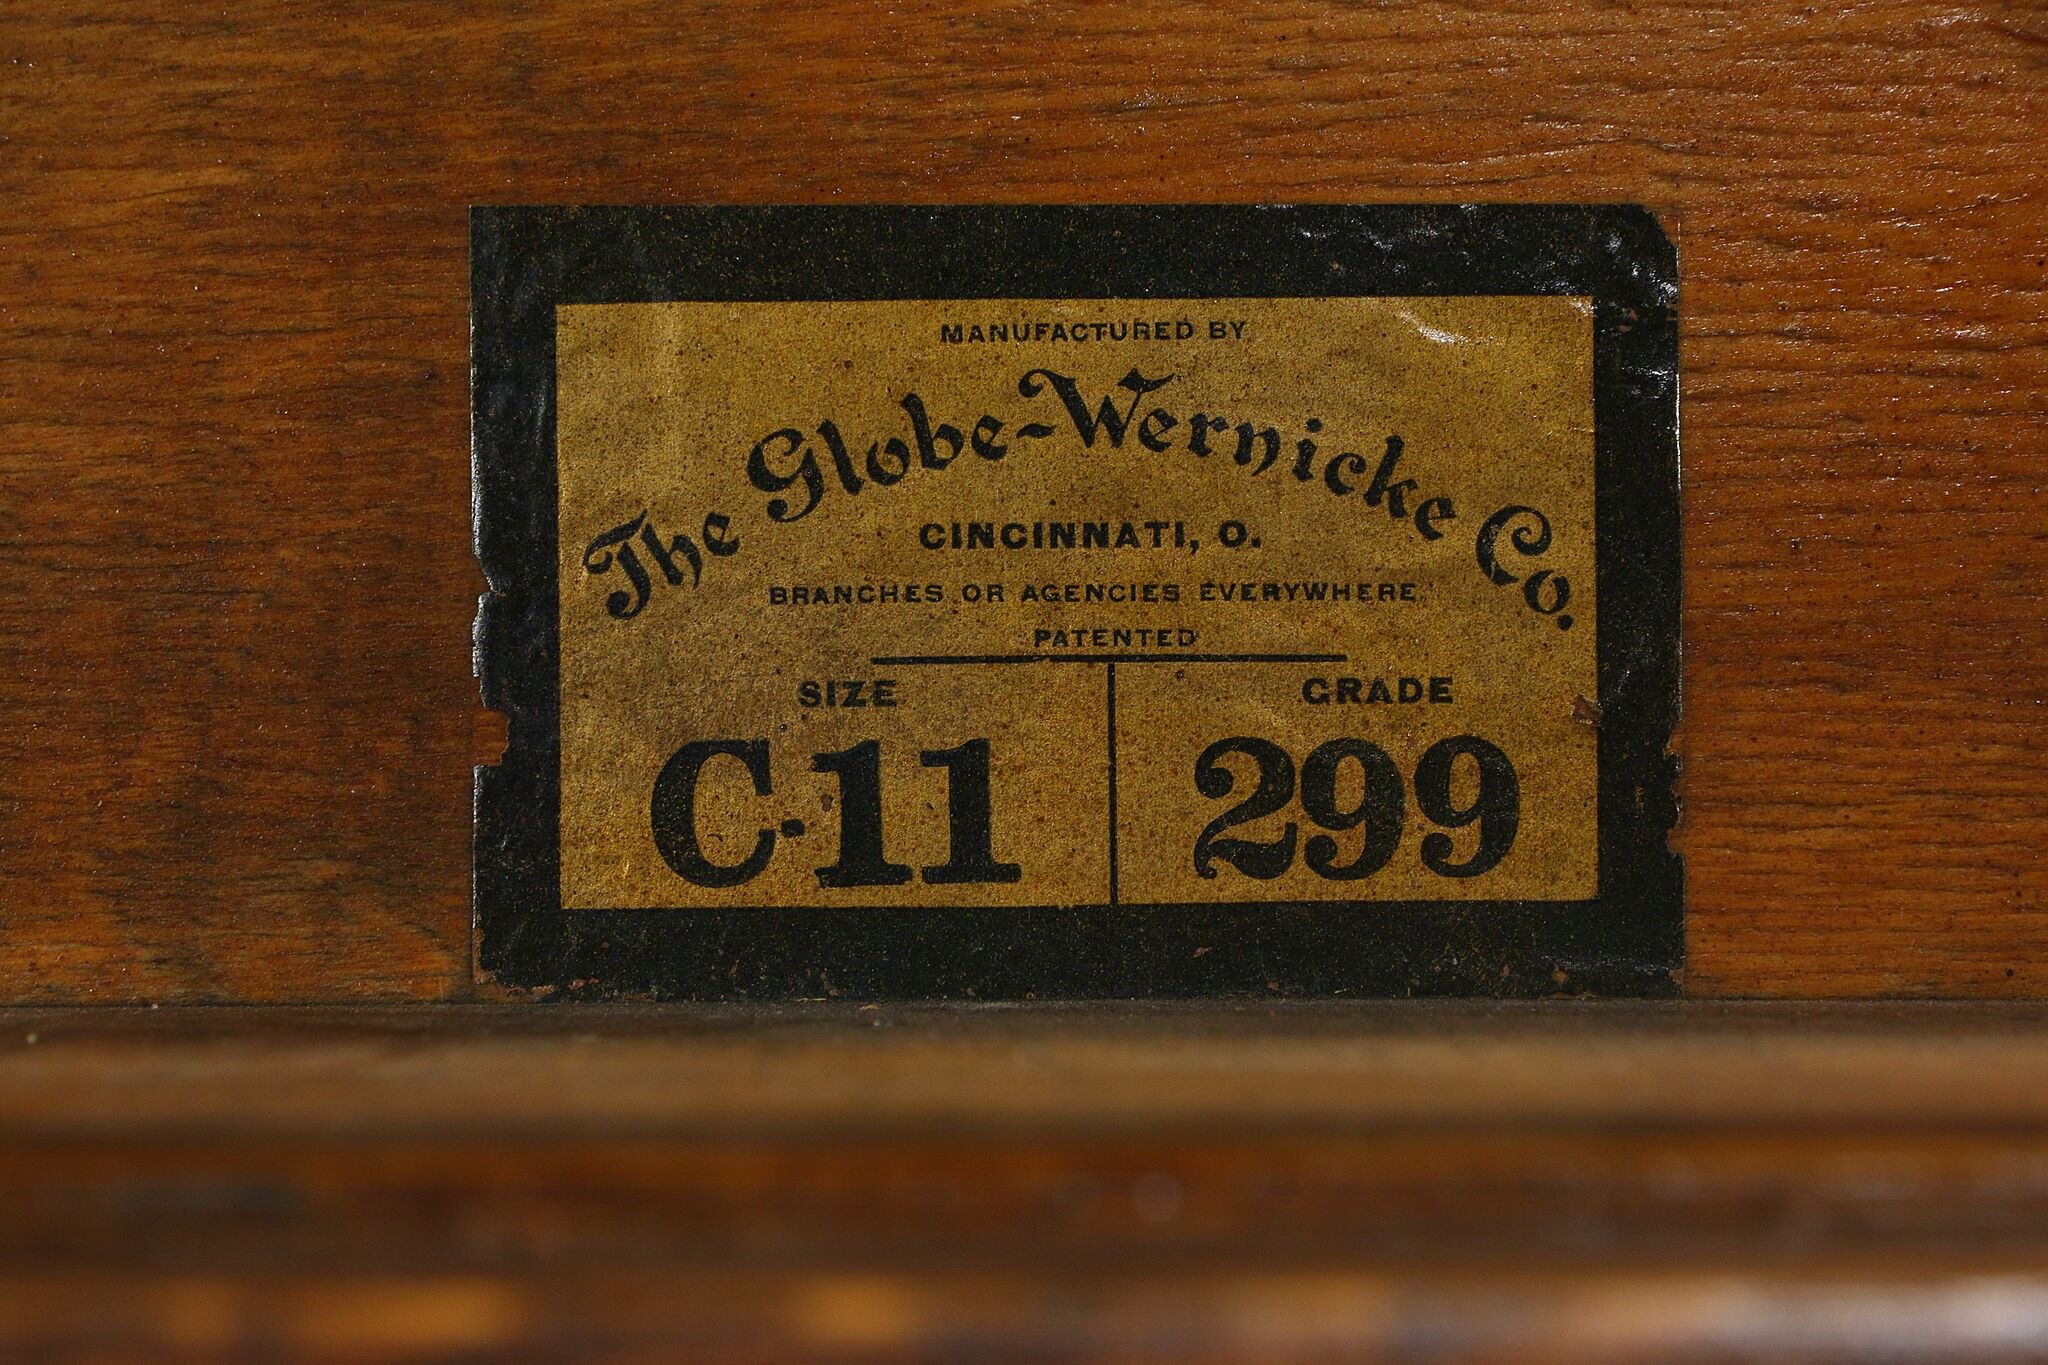 MANUFACTURED BY
The Globe-Wernicke Co.
CINCINNATI, O.
BRANCHES OR AGENCIES EVERYWHERE.
PATENTED
SIZE GRADE
C-11 299